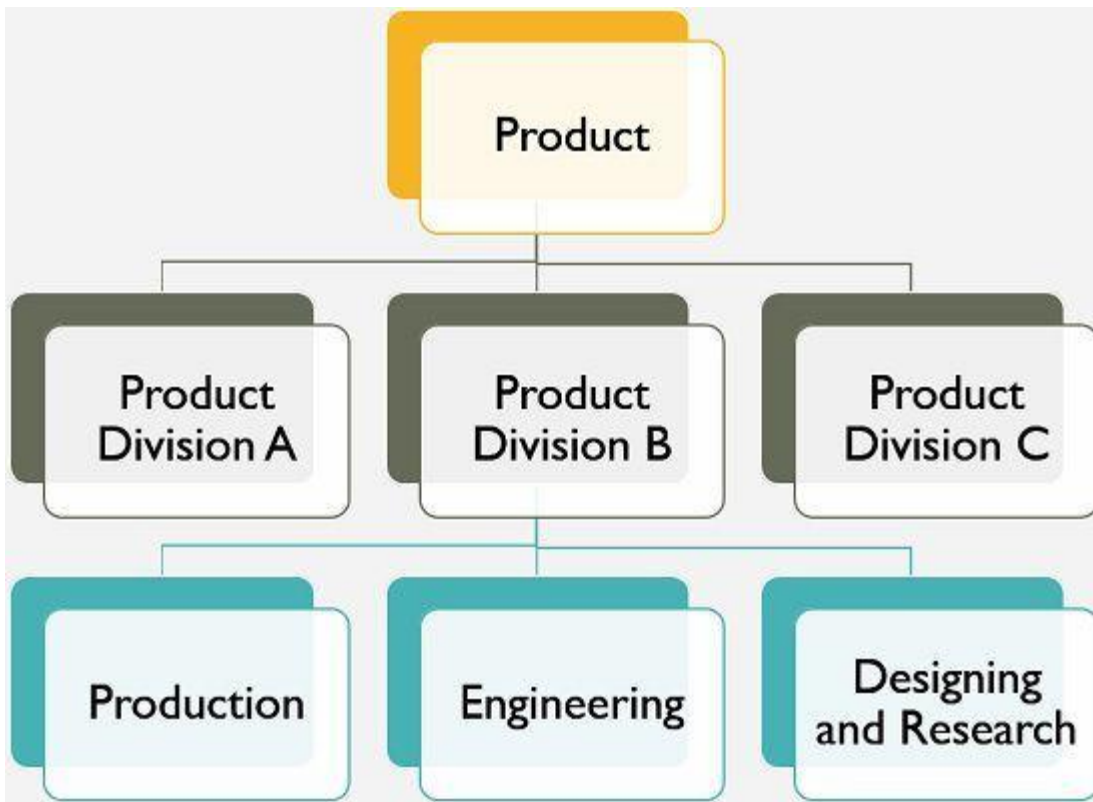 Product
Product
Division A
Product
Division B
Product
Division C
Production
Engineering
Designing
and Research